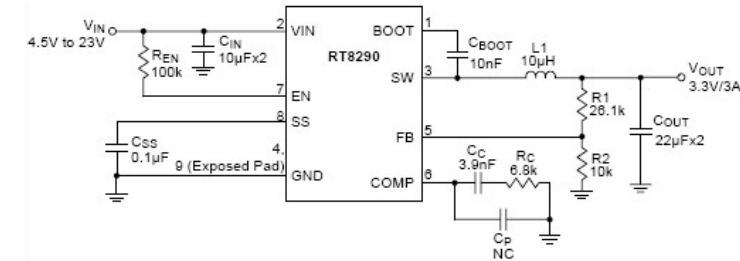 VIN
4.5V to 23V
REN
100k
CIN
10µFx2
2
VIN
7
EN
8
SS
CSS
0.1µF
4,
9 (Exposed Pad)
GND
RT8290
BOOT
1
CBOOT
10nF
SW
3
L1
10µH
VOUT
3.3V/3A
R1
26.1k
COUT
22µFx2
FB
5
R2
10k
COMP
6
CC
3.9nF
RC
6.8k
CP
NC